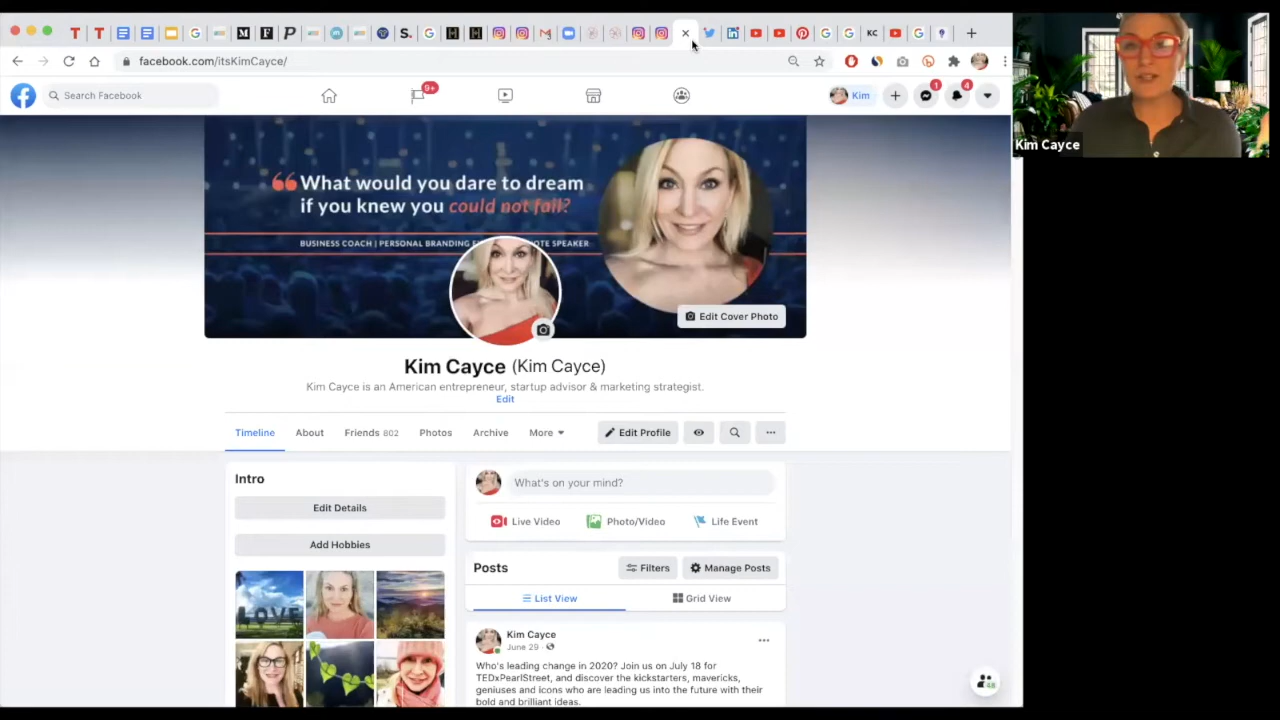 facebook.com/itsKimCayce/
Search Facebook
9+
Kim
1
4
Kim Cayce
What would you dare to dream
if you knew you could not fail?
BUSINESS COACH | PERSONAL BRANDING
NOTE SPEAKER
Edit Cover Photo
Kim Cayce (Kim Cayce)
Kim Cayce is an American entrepreneur, startup advisor & marketing strategist.
Edit
Timeline
About
Friends 802
Photos
Archive
More
Edit Profile
Intro
Edit Details
Add Hobbies
LOVE
What's on your mind?
Live Video
Photo/Video
Life Event
Posts
Filters
Manage Posts
List View
Grid View
Kim Cayce
June 29
Who's leading change in 2020? Join us on July 18 for
TEDxPearlStreet, and discover the kickstarters, mavericks,
geniuses and icons who are leading us into the future with their
bold and brilliant ideas.